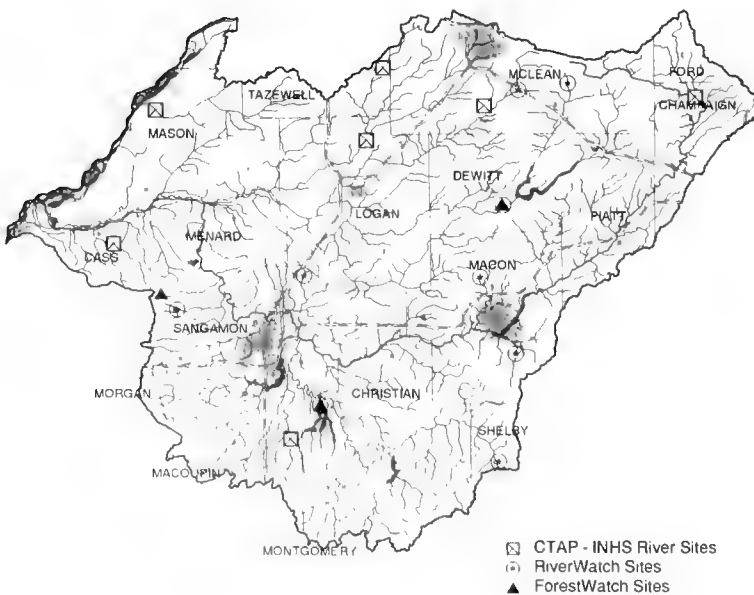 FORD
MCLEAN
TAZEWELL
CHAMPAIGN
MASON
DEWITT
LOGAN
PIATT
MENARD
CASS
MACON
SANGAMON
MORGAN
CHRISTIAN
SHELBY
MACOUPIN
MONTGOMERY
CTAP - INHS River Sites
RiverWatch Sites
ForestWatch Sites